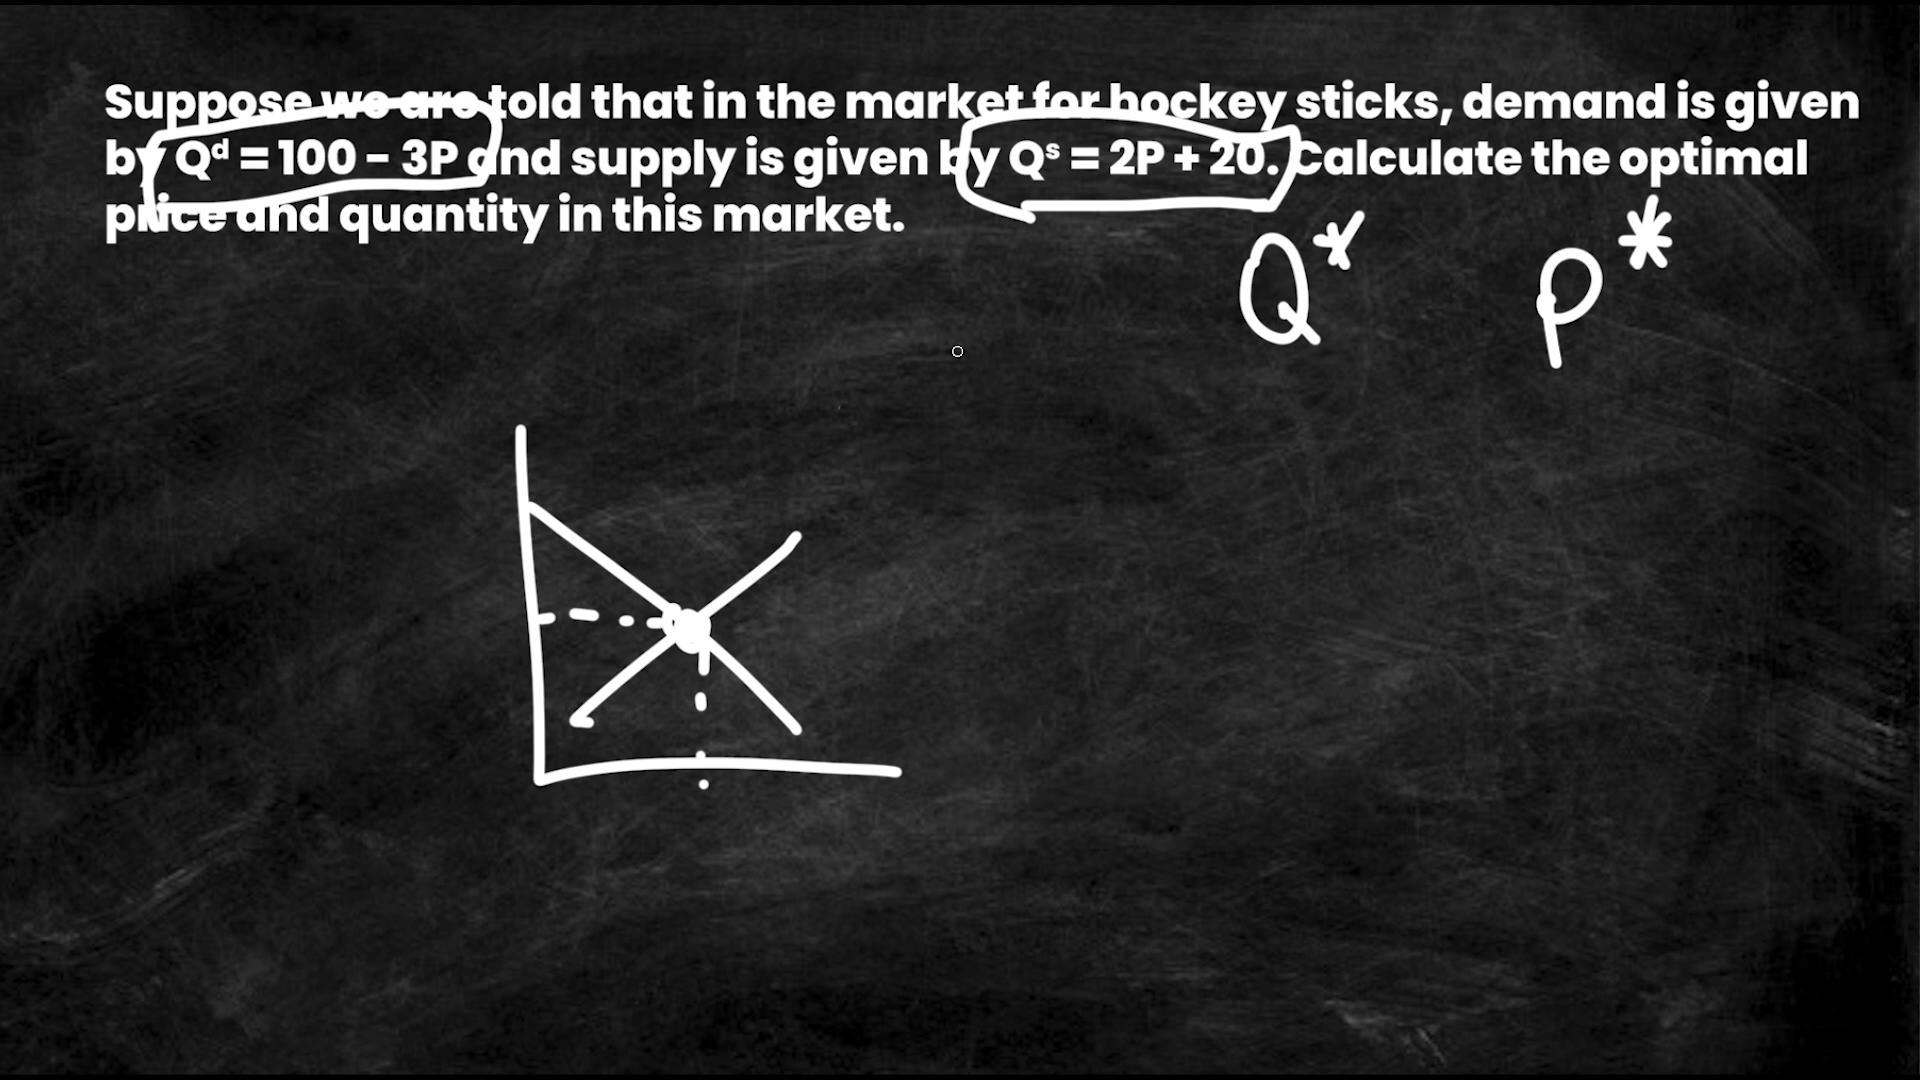 Suppose we are told that in the market for hockey sticks, demand is given
by Qᵈ = 100 - 3P and supply is given by Qˢ = 2P + 20. Calculate the optimal
price and quantity in this market.
Q* P*